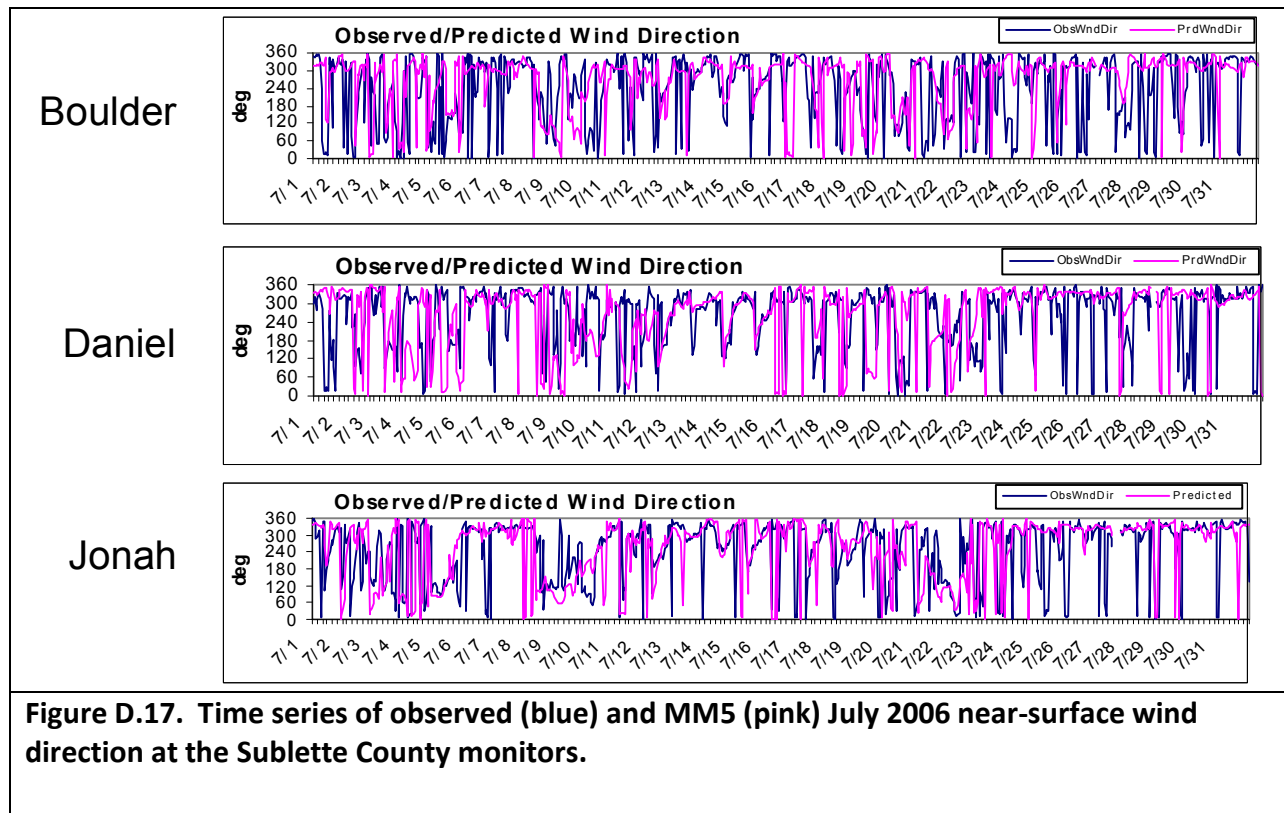 Observed/Predicted Wind Direction
ObsWndDir PrdWndDir
Boulder
deg
360
300
240
180
120
60
0
7/ 1 7/ 2 7/ 3 7/ 4 7/ 5 7/ 6 7/ 7 7/ 8 7/ 9 7/10 7/11 7/12 7/13 7/14 7/15 7/16 7/17 7/18 7/19 7/20 7/21 7/22 7/23 7/24 7/25 7/26 7/27 7/28 7/29 7/30 7/31
Observed/Predicted Wind Direction
ObsWndDir PrdWndDir
Daniel
deg
360
300
240
180
120
60
0
7/ 1 7/ 2 7/ 3 7/ 4 7/ 5 7/ 6 7/ 7 7/ 8 7/ 9 7/10 7/11 7/12 7/13 7/14 7/15 7/16 7/17 7/18 7/19 7/20 7/21 7/22 7/23 7/24 7/25 7/26 7/27 7/28 7/29 7/30 7/31
Observed/Predicted Wind Direction
ObsWndDir Predicted
Jonah
deg
360
300
240
180
120
60
0
7/ 1 7/ 2 7/ 3 7/ 4 7/ 5 7/ 6 7/ 7 7/ 8 7/ 9 7/10 7/11 7/12 7/13 7/14 7/15 7/16 7/17 7/18 7/19 7/20 7/21 7/22 7/23 7/24 7/25 7/26 7/27 7/28 7/29 7/30 7/31
Figure D.17. Time series of observed (blue) and MM5 (pink) July 2006 near-surface wind
direction at the Sublette County monitors.